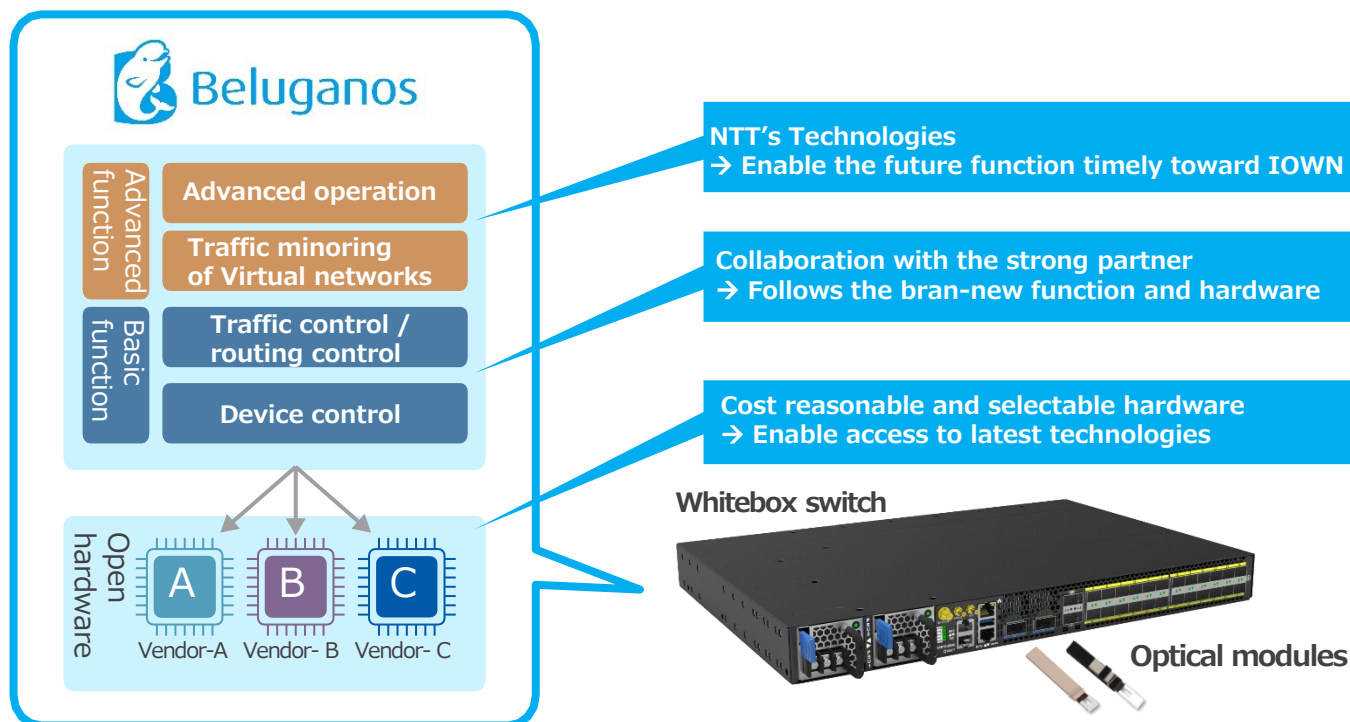 Beluganos
Advanced
function
Advanced operation
Traffic minoring
of Virtual networks
Basic
function
Traffic control /
routing control
Device control
Open
hardware
A
B
C
Vendor-A
Vendor- B
Vendor- C
NTT’s Technologies
→ Enable the future function timely toward IOWN
Collaboration with the strong partner
→ Follows the bran-new function and hardware
Cost reasonable and selectable hardware
→ Enable access to latest technologies
Whitebox switch
Optical modules